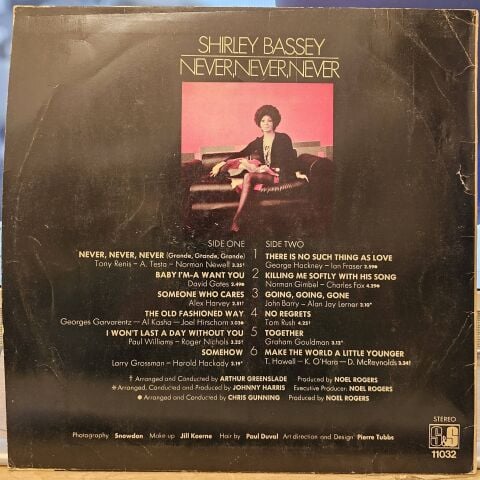 SHIRLEY BASSEY
NEVER,NEVER,NEVER
SIDE ONE SIDE TWO
NEVER, NEVER, NEVER (Grande, Grande, Grande) 1 THERE IS NO SUCH THING AS LOVE
Tony Renis – A. Testa – Norman Newell George Hackney – Ian Fraser
BABY I'M-A WANT YOU 2 KILLING ME SOFTLY WITH HIS SONG
David Gates Norman Gimbel – Charles Fox
SOMEONE WHO CARES 3 GOING, GOING, GONE
Alex Harvey John Barry – Alan Jay Lerner
THE OLD FASHIONED WAY 4 NO REGRETS
Georges Garvarentz – Al Kasha – Joel Hirschorn Tom Rush
I WON'T LAST A DAY WITHOUT YOU 5 TOGETHER
Paul Williams – Roger Nichols Graham Gouldman
SOMEHOW 6 MAKE THE WORLD A LITTLE YOUNGER
Larry Grossman – Harold Hackady T. Howell – K. O'Hara – D. McReynolds
† Arranged and Conducted by ARTHUR GREENSLADE Produced by NOEL ROGERS
Arranged, Conducted and Produced by JOHNNY HARRIS Executive Producer: NOEL ROGERS
● Arranged and Conducted by CHRIS GUNNING Produced by NOEL ROGERS
STEREO
S&S
11032
Photography Snowdon Make up Jill Keerne Hair by Paul Duval Art direction and Design Pierre Tubbs